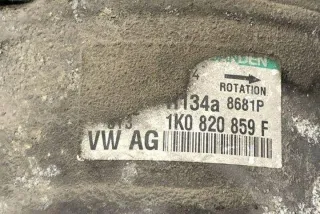 ROTATION
R134a 8681P
1K0 820 859 F
VW AG